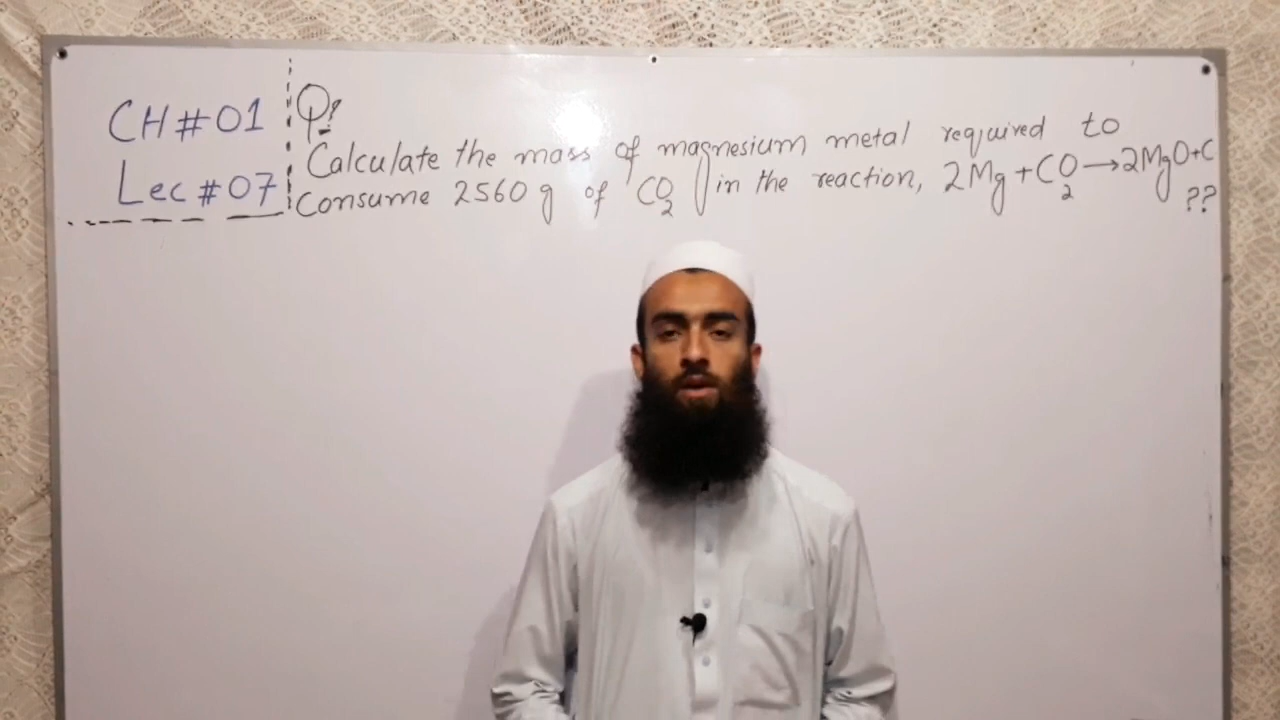 CH#01
Lec#07
Q?
Calculate the mass of magnesium metal required to
Consume 2560g of CO₂ in the reaction, 2Mg+CO₂→2MgO+C
??